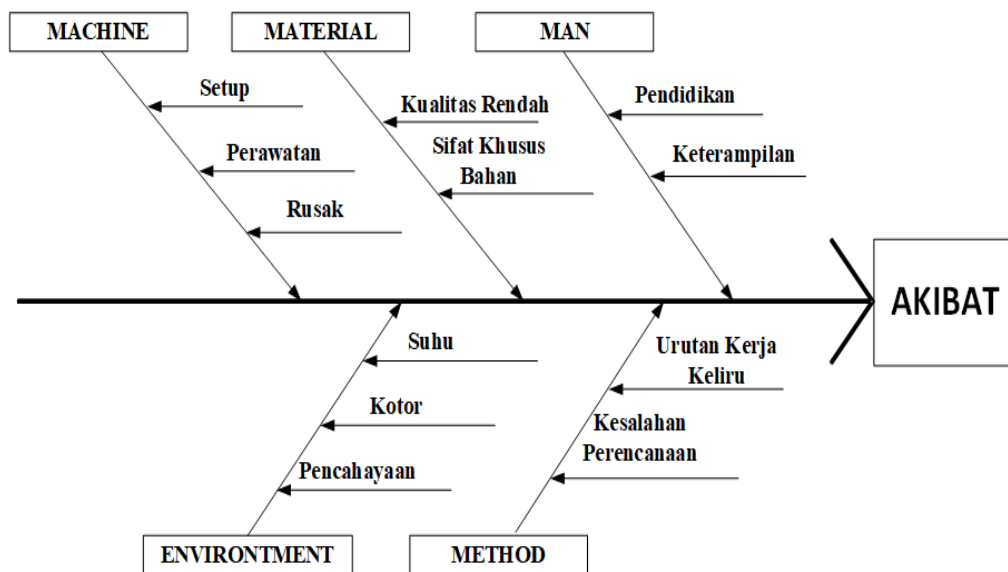 MACHINE
MATERIAL
MAN
Setup
Perawatan
Rusak
Kualitas Rendah
Sifat Khusus
Bahan
Pendidikan
Keterampilan
AKIBAT
Suhu
Kotor
Pencahayaan
Urutan Kerja
Keliru
Kesalahan
Perencanaan
ENVIRONTMENT
METHOD